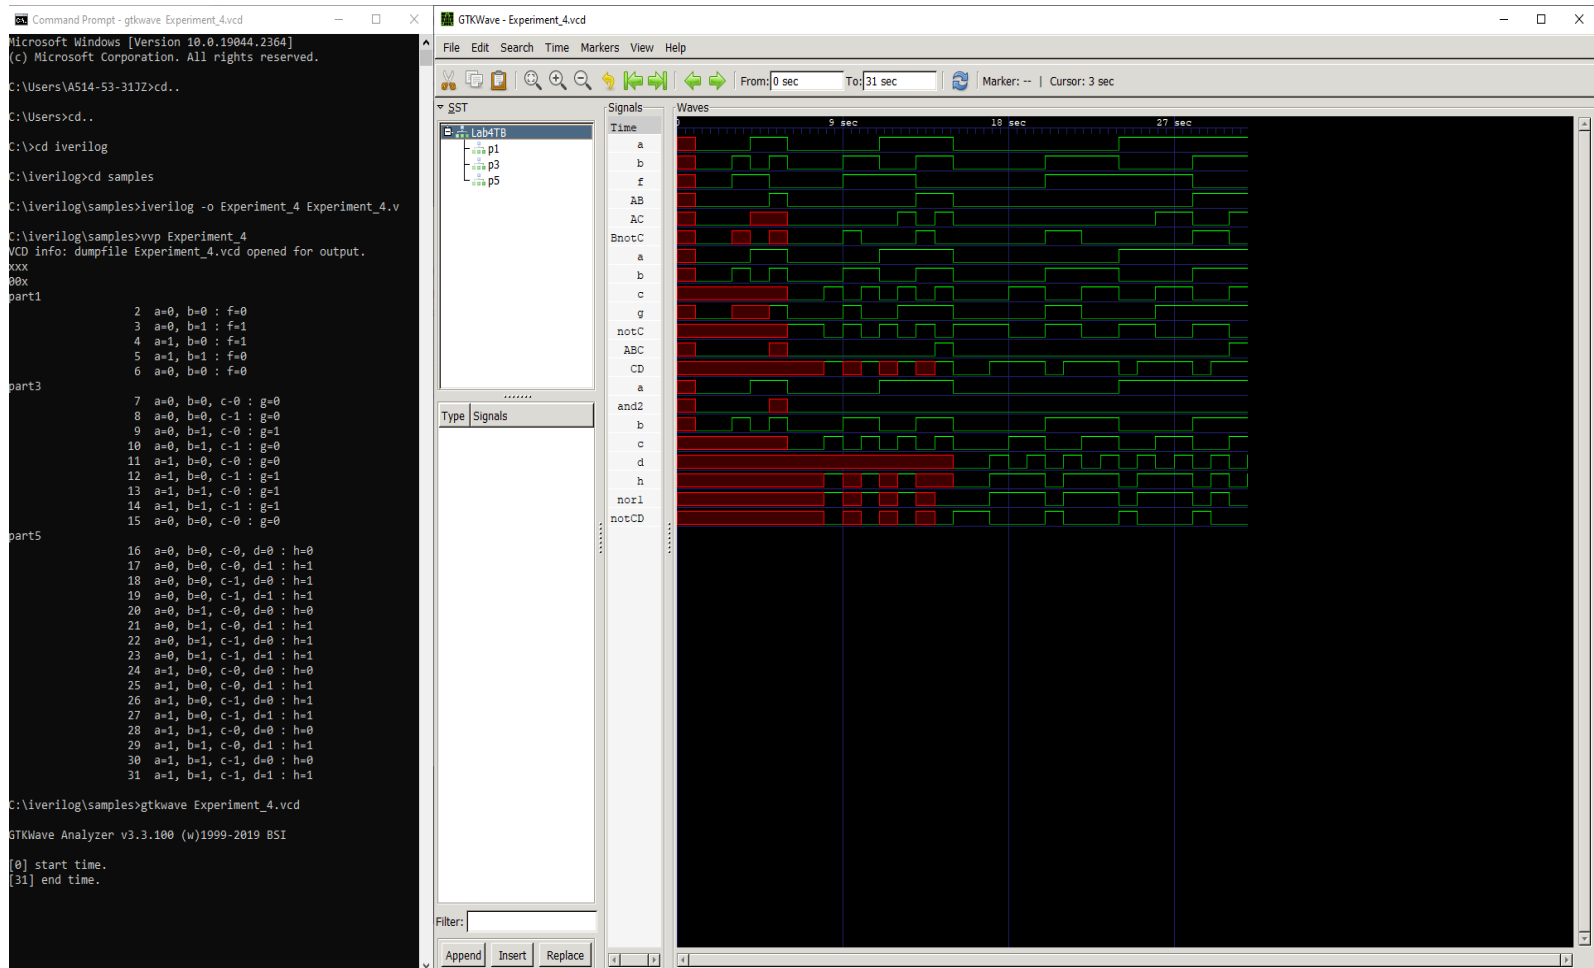 Command Prompt - gtkwave Experiment_4.vcd
Microsoft Windows [Version 10.0.19044.2364]
(c) Microsoft Corporation. All rights reserved.
C:\Users\A514-53-31JZ>cd..
C:\Users>cd..
C:\>cd iverilog
C:\iverilog>cd samples
C:\iverilog\samples>iverilog -o Experiment_4 Experiment_4.v
C:\iverilog\samples>vvp Experiment_4
VCD info: dumpfile Experiment_4.vcd opened for output.
xxx
00x
part1
2 a=0, b=0 : f=0
3 a=0, b=1 : f=1
4 a=1, b=0 : f=1
5 a=1, b=1 : f=0
6 a=0, b=0 : f=0
part3
7 a=0, b=0, c-0 : g=0
8 a=0, b=0, c-1 : g=0
9 a=0, b=1, c-0 : g=1
10 a=0, b=1, c-1 : g=0
11 a=1, b=0, c-0 : g=0
12 a=1, b=0, c-1 : g=1
13 a=1, b=1, c-0 : g=1
14 a=1, b=1, c-1 : g=1
15 a=0, b=0, c-0 : g=0
part5
16 a=0, b=0, c-0, d=0 : h=0
17 a=0, b=0, c-0, d=1 : h=1
18 a=0, b=0, c-1, d=0 : h=1
19 a=0, b=0, c-1, d=1 : h=1
20 a=0, b=1, c-0, d=0 : h=0
21 a=0, b=1, c-0, d=1 : h=1
22 a=0, b=1, c-1, d=0 : h=1
23 a=0, b=1, c-1, d=1 : h=1
24 a=1, b=0, c-0, d=0 : h=0
25 a=1, b=0, c-0, d=1 : h=1
26 a=1, b=0, c-1, d=0 : h=1
27 a=1, b=0, c-1, d=1 : h=1
28 a=1, b=1, c-0, d=0 : h=0
29 a=1, b=1, c-0, d=1 : h=1
30 a=1, b=1, c-1, d=0 : h=0
31 a=1, b=1, c-1, d=1 : h=1
C:\iverilog\samples>gtkwave Experiment_4.vcd
GTKWave Analyzer v3.3.100 (w)1999-2019 BSI
[0] start time.
[31] end time.
GTKWave - Experiment_4.vcd
File Edit Search Time Markers View Help
From: 0 sec To: 31 sec Marker: -- | Cursor: 3 sec
SST
Lab4TB
p1
p3
p5
Type Signals
Filter:
Append Insert Replace
Signals
Time
a
b
f
AB
AC
BnotC
a
b
c
g
notC
ABC
CD
a
and2
b
c
d
h
nor1
notCD
Waves
0 9 sec 18 sec 27 sec